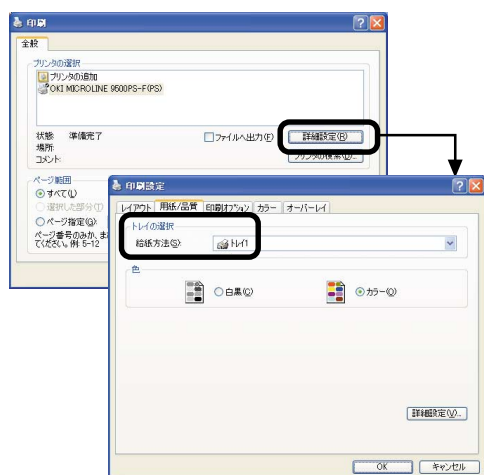 印刷
全般
プリンタの選択
プリンタの追加
OKI MICROLINE 9500PS-F(PS)
状態: 準備完了
場所:
コメント:
ファイルへ出力(F)
詳細設定(R)
プリンタの検索(D)...
ページ範囲
すべて(L)
選択した部分(T)
ページ指定(G):
ページ番号のみか、ま
てください。例: 5-12
印刷設定
レイアウト 用紙/品質 印刷オプション カラー オーバーレイ
トレイの選択
給紙方法(S): トレイ1
色
白黒(C)
カラー(O)
詳細設定(V)...
OK キャンセル